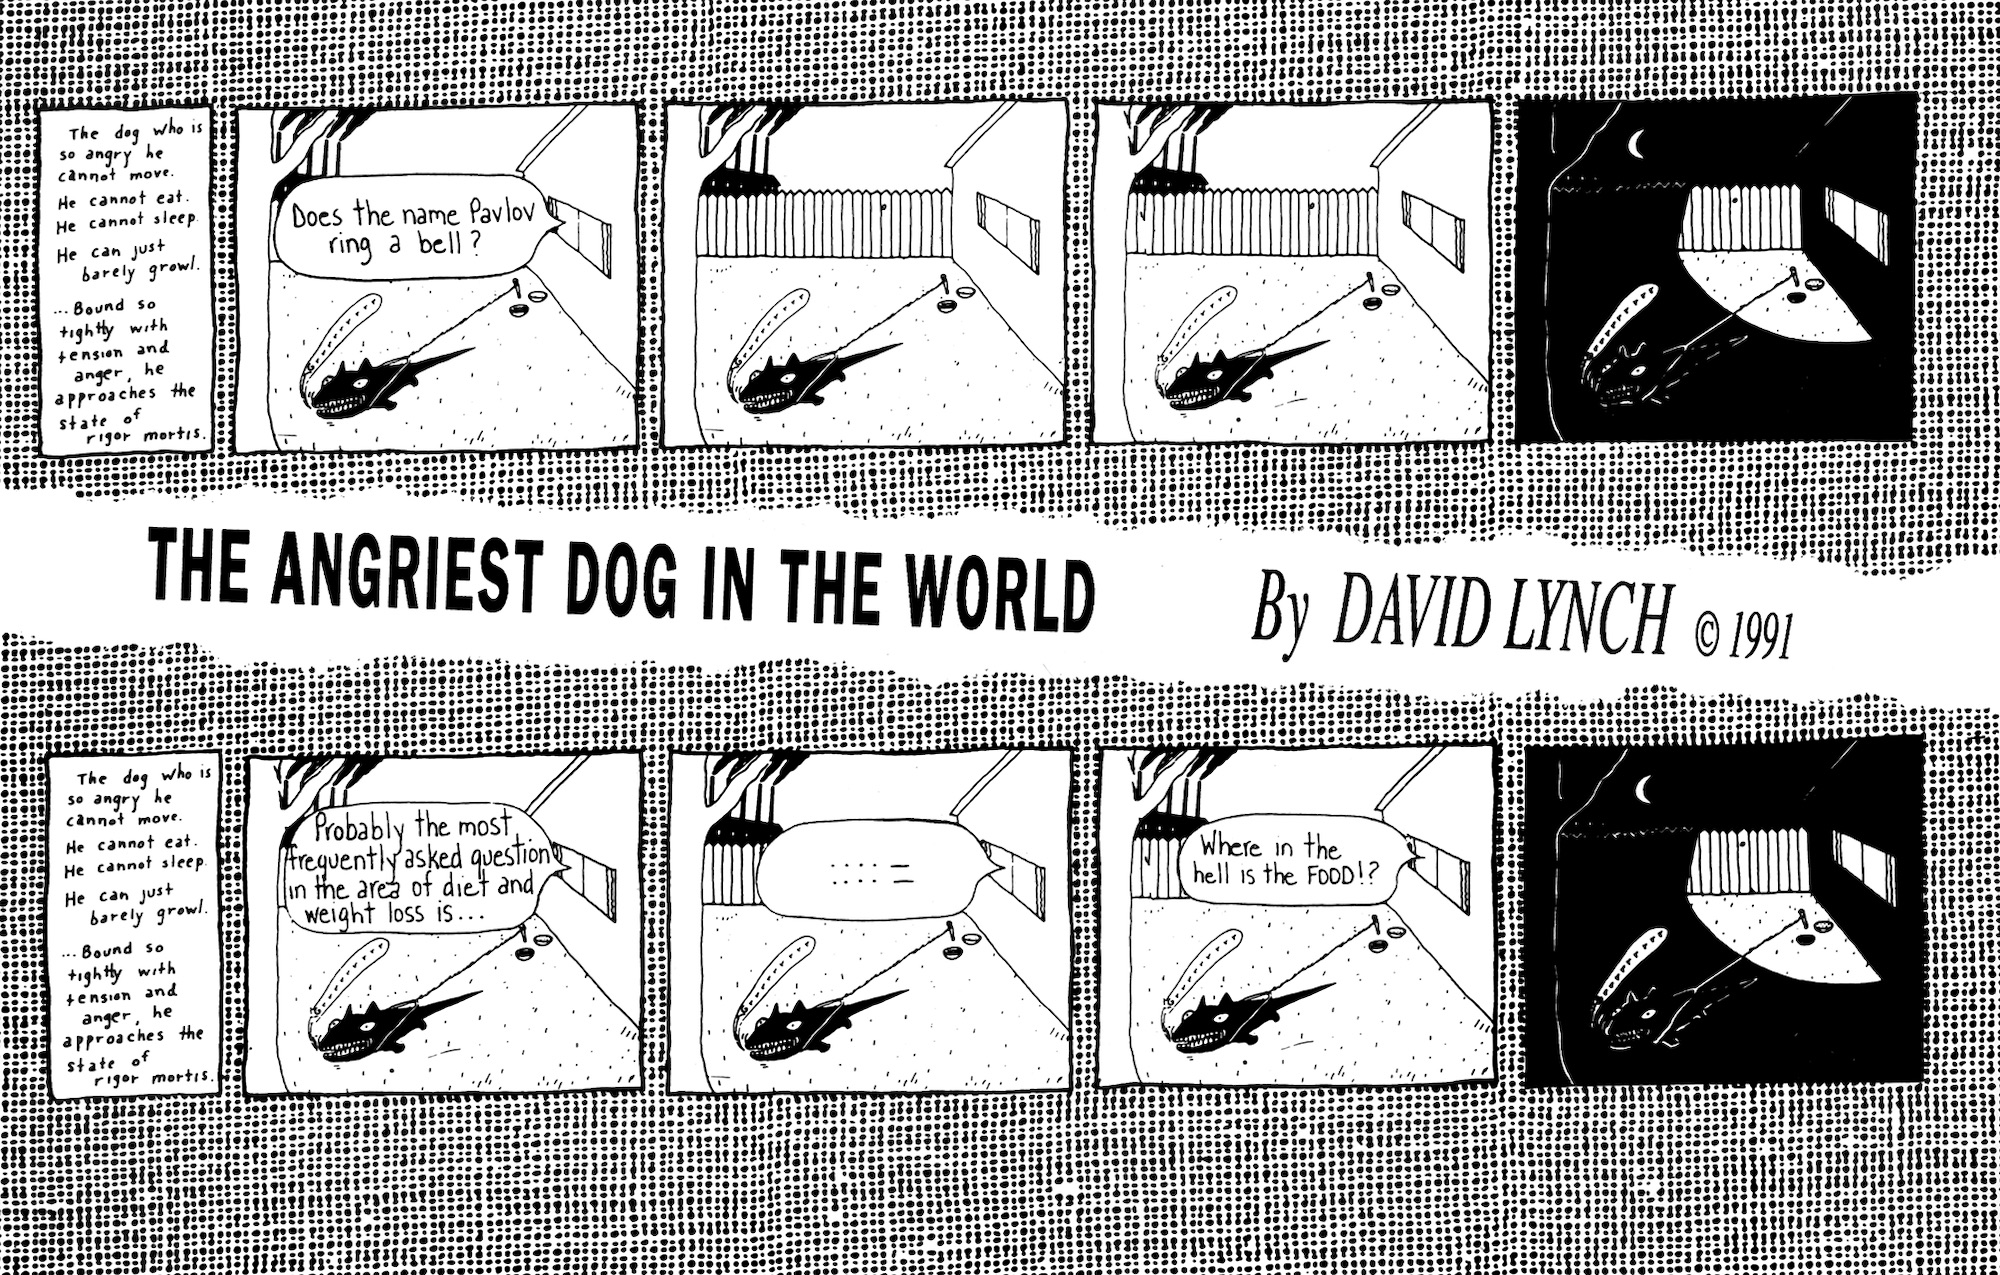 The dog who is
so angry he
cannot move.
He cannot eat.
He cannot sleep.
He can just
barely growl.
...Bound so
tightly with
tension and
anger, he
approaches the
state of
rigor mortis.
Does the name Pavlov
ring a bell?
THE ANGRIEST DOG IN THE WORLD
By DAVID LYNCH © 1991
The dog who is
so angry he
cannot move.
He cannot eat.
He cannot sleep.
He can just
barely growl.
...Bound so
tightly with
tension and
anger, he
approaches the
state of
rigor mortis.
Probably the most
frequently asked question
in the area of diet and
weight loss is...
Where in the
hell is the FOOD!?